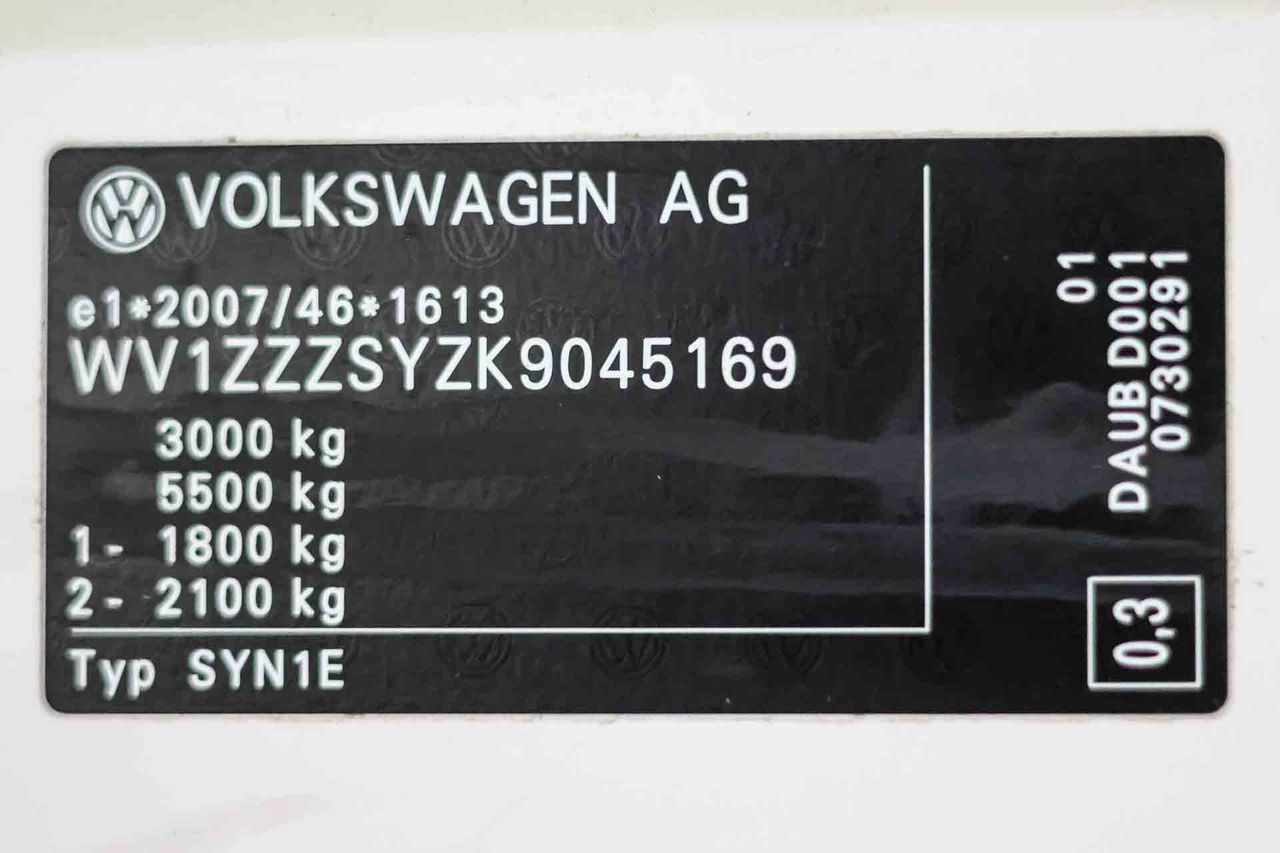 VOLKSWAGEN AG
e1*2007/46*1613
WV1ZZZSYZK9045169
3000 kg
5500 kg
1- 1800 kg
2- 2100 kg
Typ SYN1E
01
DAUB D001
0730291
0,3